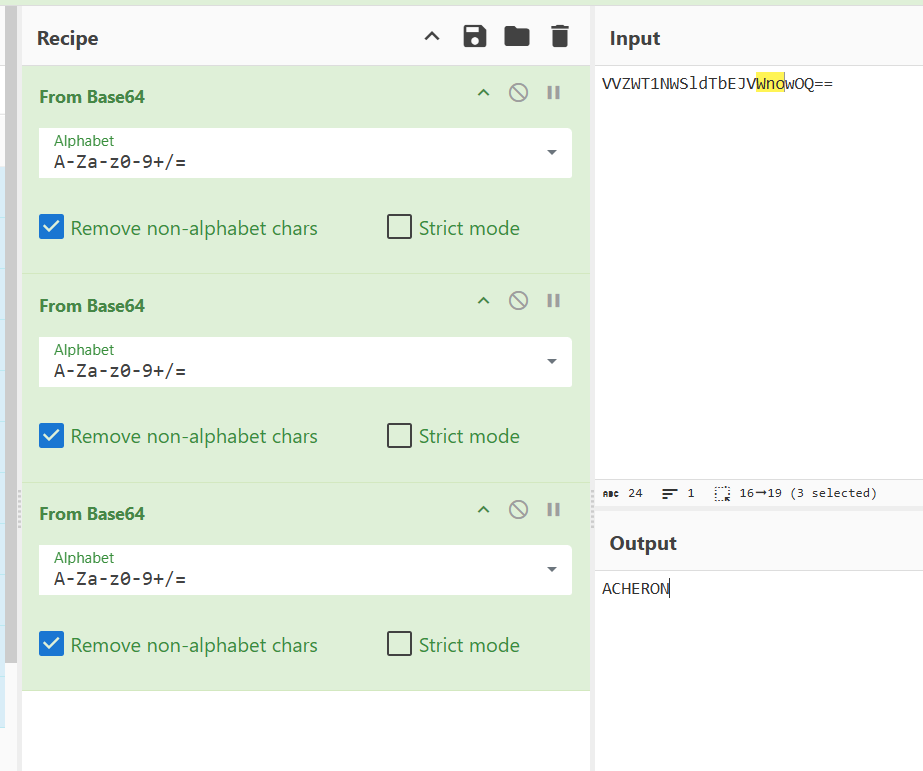 Recipe
From Base64
Alphabet
A-Za-z0-9+/=
Remove non-alphabet chars
Strict mode
From Base64
Alphabet
A-Za-z0-9+/=
Remove non-alphabet chars
Strict mode
From Base64
Alphabet
A-Za-z0-9+/=
Remove non-alphabet chars
Strict mode
Input
VVZWT1NWSldTbEJVWnowOQ==
ABC 24 1 16→19 (3 selected)
Output
ACHERON